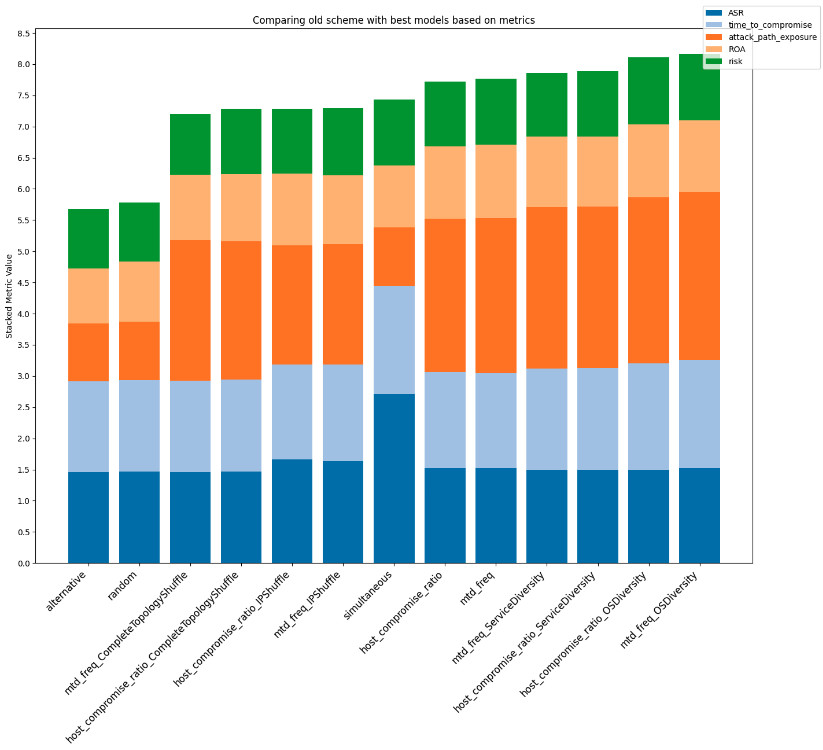 Comparing old scheme with best models based on metrics
ASR
time_to_compromise
attack_path_exposure
ROA
risk
Stacked Metric Value
8.5
8.0
7.5
7.0
6.5
6.0
5.5
5.0
4.5
4.0
3.5
3.0
2.5
2.0
1.5
1.0
0.5
0.0
alternative
random
mtd_freq_CompleteTopologyShuffle
host_compromise_ratio_CompleteTopologyShuffle
host_compromise_ratio_IPShuffle
mtd_freq_IPShuffle
simultaneous
host_compromise_ratio
mtd_freq
mtd_freq_ServiceDiversity
host_compromise_ratio_ServiceDiversity
host_compromise_ratio_OSDiversity
mtd_freq_OSDiversity